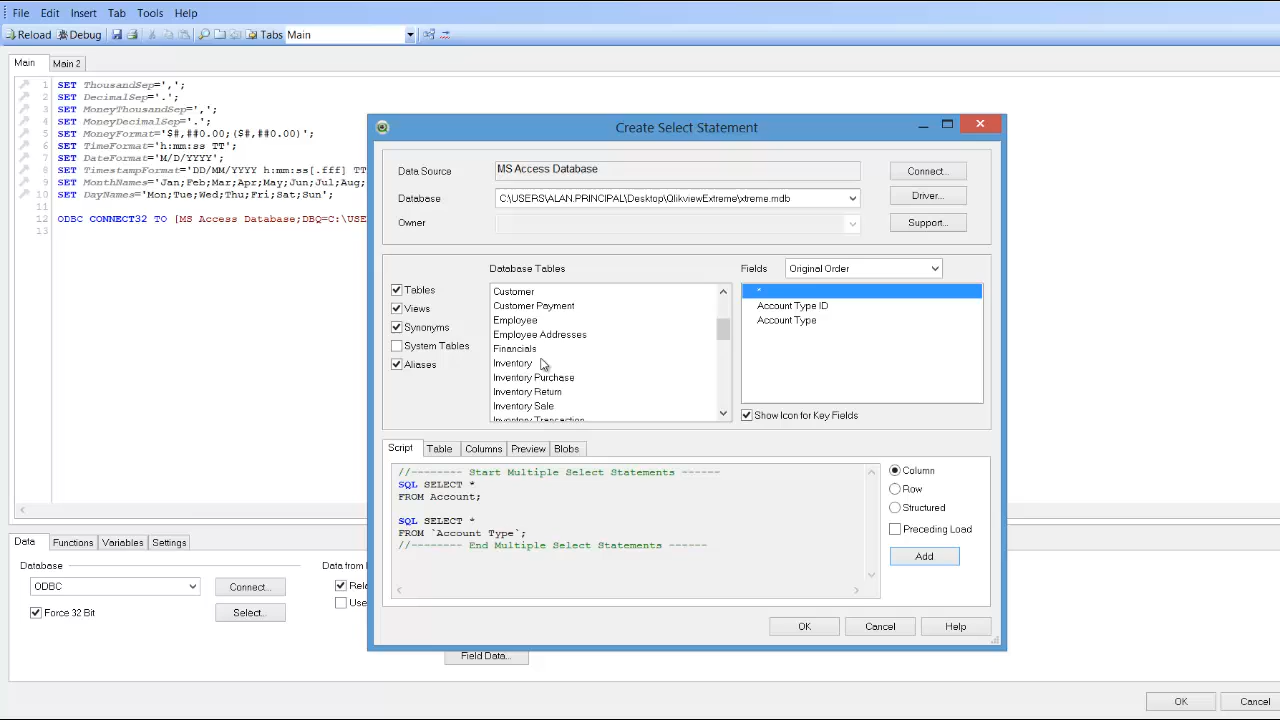 File Edit Insert Tab Tools Help
Reload Debug Tabs Main
Main Main 2
1 SET ThousandSep=',';
2 SET DecimalSep='.';
3 SET MoneyThousandSep=',';
4 SET MoneyDecimalSep='.';
5 SET MoneyFormat='$#,##0.00;($#,##0.00)';
6 SET TimeFormat='h:mm:ss TT';
7 SET DateFormat='M/D/YYYY';
8 SET TimestampFormat='DD/MM/YYYY h:mm:ss[.fff] TT
9 SET MonthNames='Jan;Feb;Mar;Apr;May;Jun;Jul;Aug;
10 SET DayNames='Mon;Tue;Wed;Thu;Fri;Sat;Sun';
11
12 ODBC CONNECT32 TO [MS Access Database;DBQ=C:\USE
13
Create Select Statement
Data Source MS Access Database Connect...
Database C:\USERS\ALAN.PRINCIPAL\Desktop\QlikviewExtreme\xtreme.mdb Driver...
Owner Support...
Database Tables Fields Original Order
Tables
Views
Synonyms
System Tables
Aliases
Customer
Customer Payment
Employee
Employee Addresses
Financials
Inventory
Inventory Purchase
Inventory Return
Inventory Sale
Inventory Transaction
*
Account Type ID
Account Type
Show Icon for Key Fields
Script Table Columns Preview Blobs
//-------- Start Multiple Select Statements ------
SQL SELECT *
FROM Account;
SQL SELECT *
FROM `Account Type`;
//-------- End Multiple Select Statements ------
Column
Row
Structured
Preceding Load
Add
OK Cancel Help
Data Functions Variables Settings
Database
ODBC Connect...
Force 32 Bit Select...
Data from
Rel
Use
Field Data...
OK Cancel